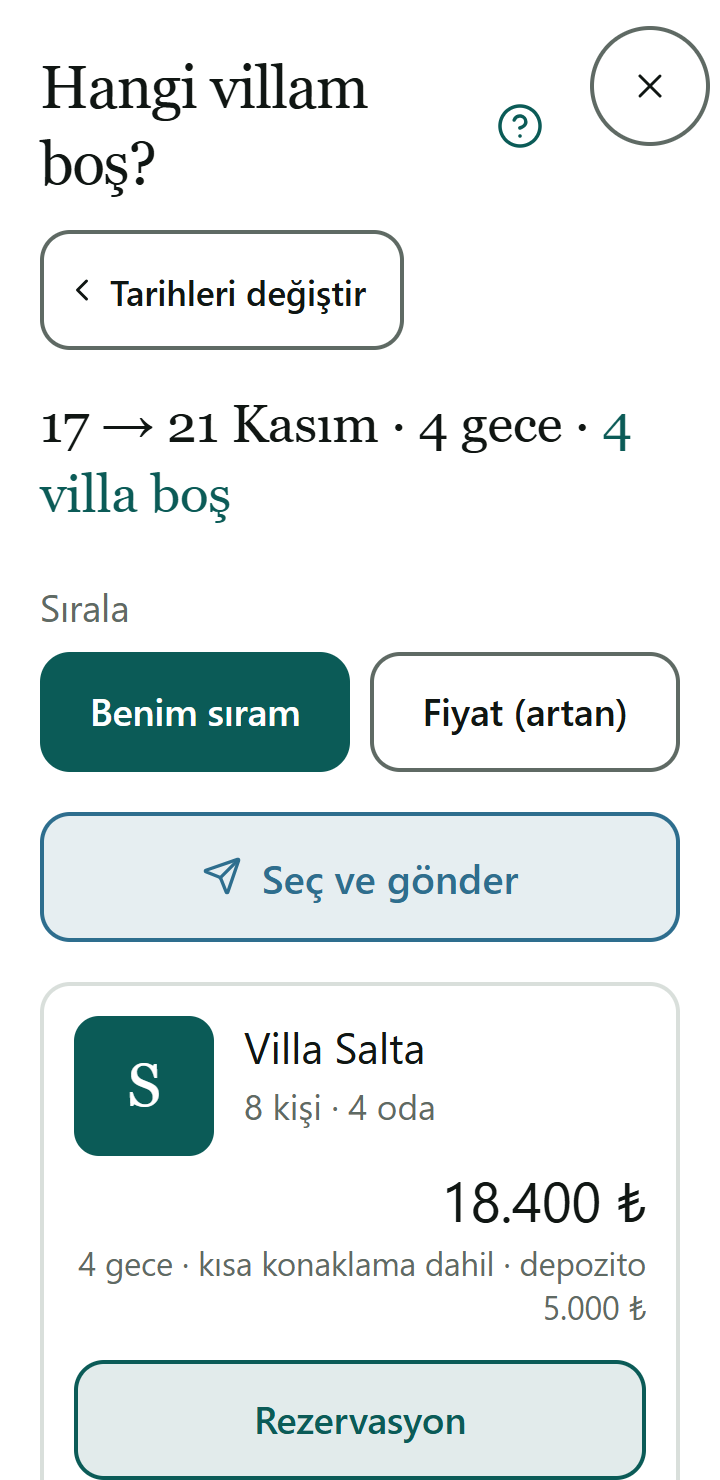 Hangi villam
boş?
Tarihleri değiştir
17 → 21 Kasım · 4 gece · 4
villa boş
Sırala
Benim sıram
Fiyat (artan)
Seç ve gönder
S
Villa Salta
8 kişi · 4 oda
18.400 ₺
4 gece · kısa konaklama dahil · depozito
5.000 ₺
Rezervasyon